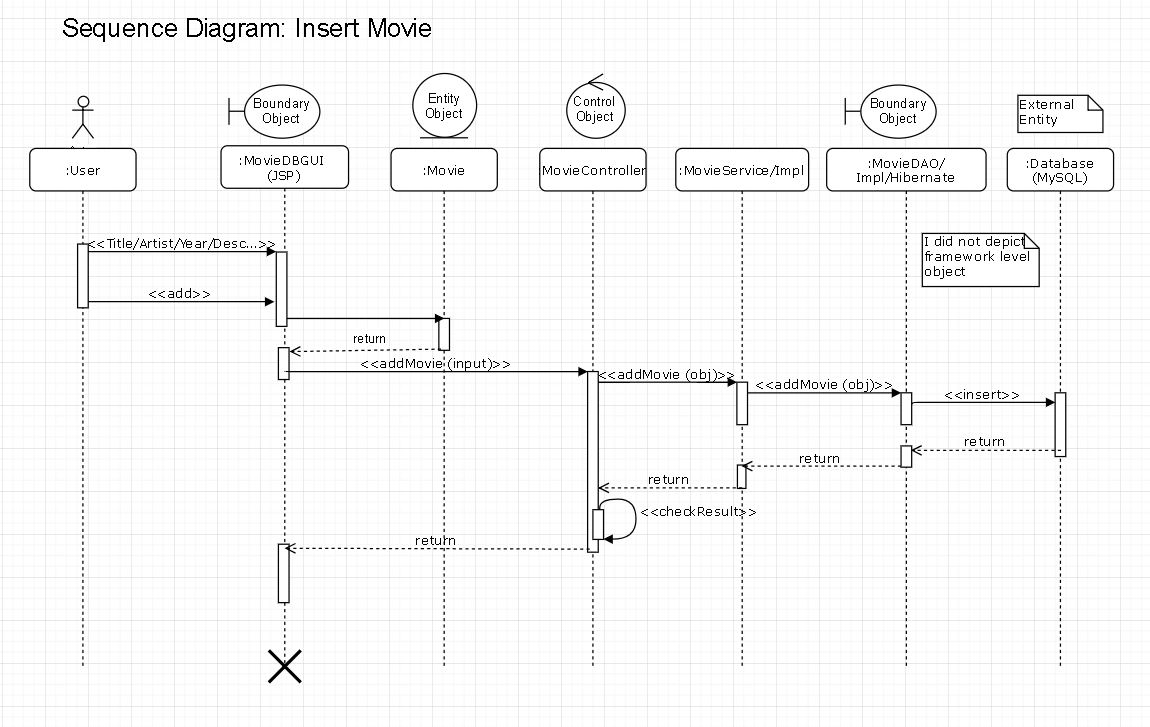 Sequence Diagram: Insert Movie
Boundary
Object
Entity
Object
Control
Object
Boundary
Object
External
Entity
:User
:MovieDBGUI
(JSP)
:Movie
MovieController
:MovieService/Impl
:MovieDAO/
Impl/Hibernate
:Database
(MySQL)
<<Title/Artist/Year/Desc...>>
I did not depict
framework level
object
<<add>>
return
<<addMovie (input)>>
<<addMovie (obj)>>
<<addMovie (obj)>>
<<insert>>
return
return
return
<<checkResult>>
return